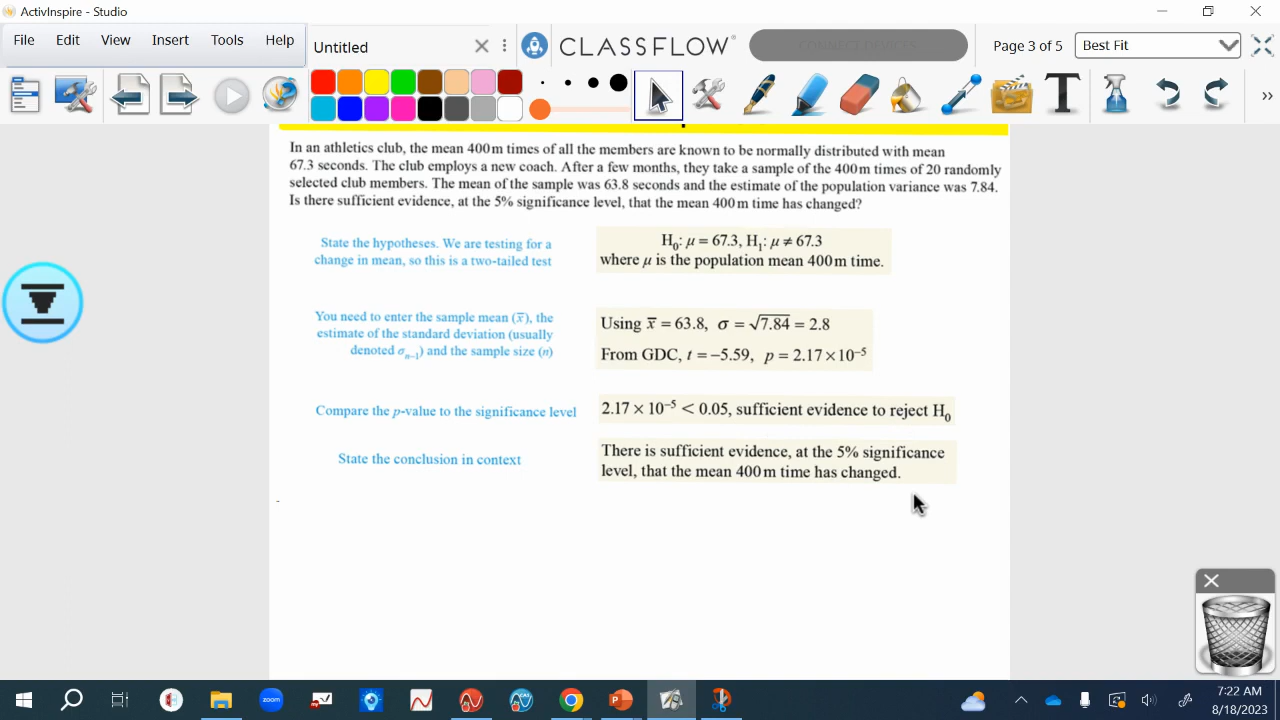 ActivInspire - Studio
File Edit View Insert Tools Help
Untitled
CLASSFLOW
CONNECT DEVICES
Page 3 of 5
Best Fit
In an athletics club, the mean 400 m times of all the members are known to be normally distributed with mean
67.3 seconds. The club employs a new coach. After a few months, they take a sample of the 400 m times of 20 randomly
selected club members. The mean of the sample was 63.8 seconds and the estimate of the population variance was 7.84.
Is there sufficient evidence, at the 5% significance level, that the mean 400 m time has changed?
State the hypotheses. We are testing for a
change in mean, so this is a two-tailed test
H₀: μ = 67.3, H₁: μ ≠ 67.3
where μ is the population mean 400 m time.
You need to enter the sample mean (x̅), the
estimate of the standard deviation (usually
denoted σₙ₋₁) and the sample size (n)
Using x̅ = 63.8, σ = √7.84 = 2.8
From GDC, t = −5.59, p = 2.17 × 10⁻⁵
Compare the p-value to the significance level
2.17 × 10⁻⁵ < 0.05, sufficient evidence to reject H₀
State the conclusion in context
There is sufficient evidence, at the 5% significance
level, that the mean 400 m time has changed.
zoom
7:22 AM
8/18/2023